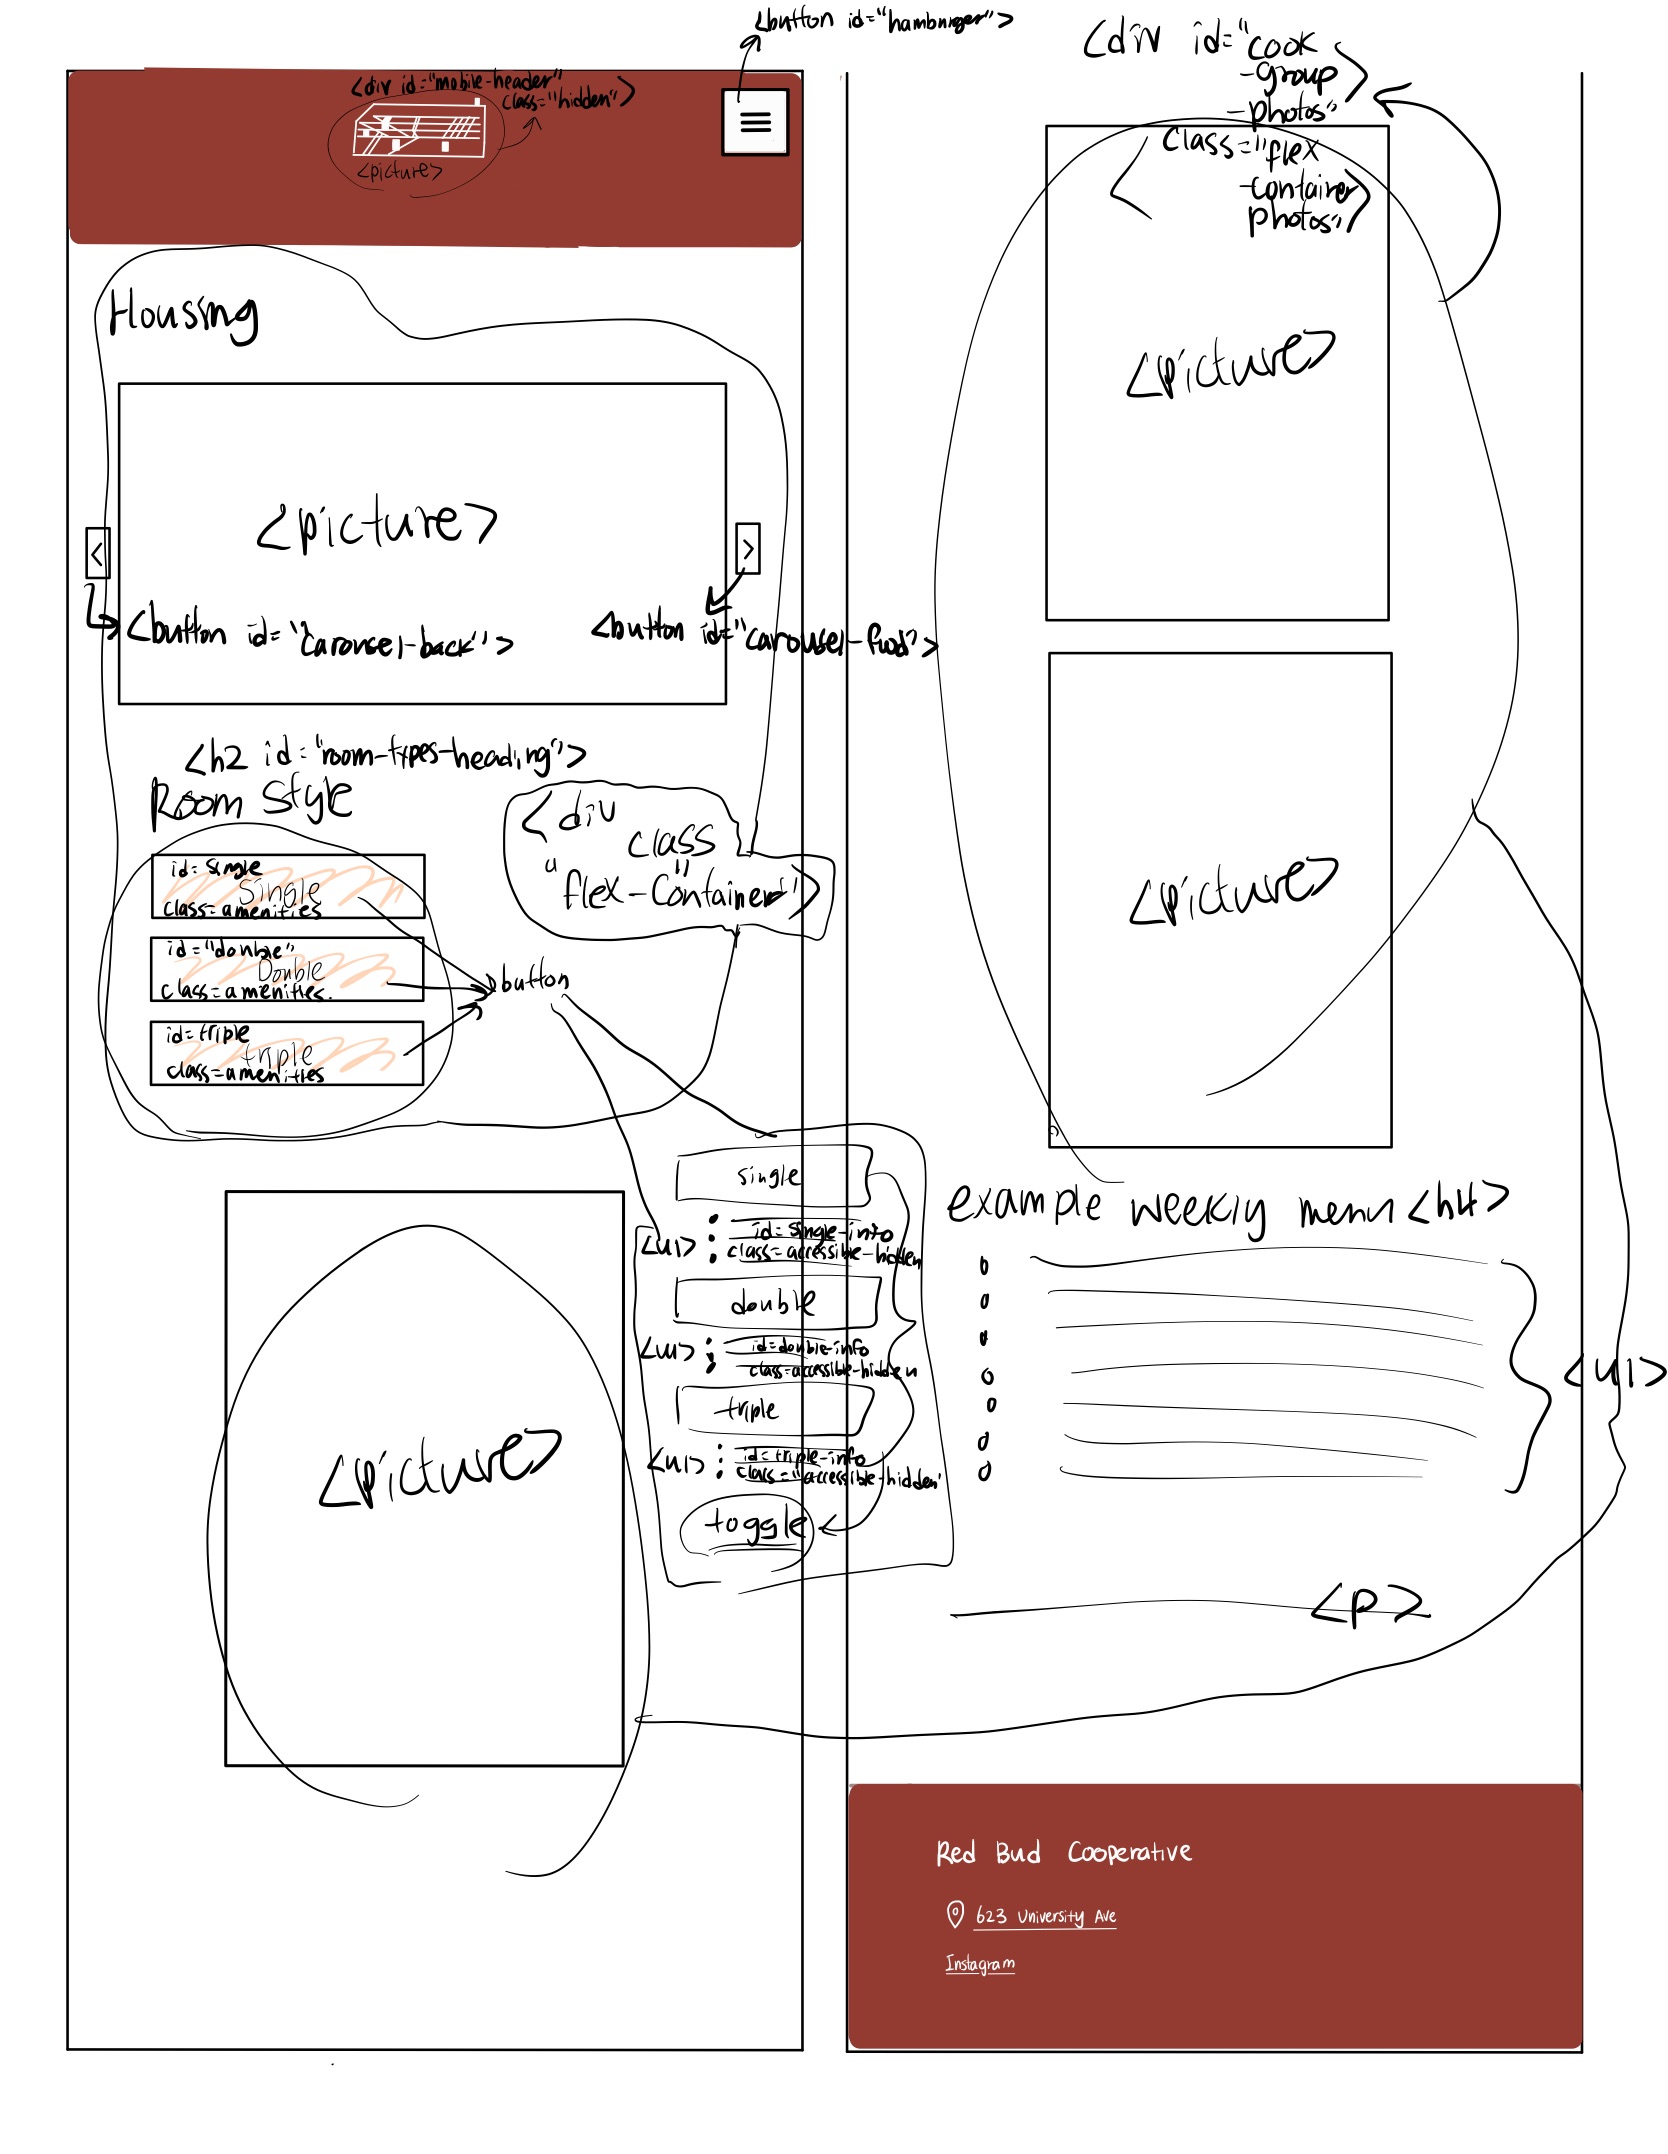 <button id="hamburger">
<div id="mobile-header"
class="hidden">
<picture>
Housing
<picture>
<
>
<button id="carousel-back">
<button id="carousel-fwd">
<h2 id="room-types-heading">
Room Style
<div
class
"flex-container">
id=single
Single
class=amenities
id="double"
Double
class=amenities.
id=triple
triple
class=amenities
button
single
<ul>
id=single-info
class=accessible-hidden
double
<ul>
id=double-info
class=accessible-hidden
triple
<ul>
id=triple-info
class="accessible-hidden'
toggle
<picture>
<div id="cook
-group
-photos"
>
<
class="flex
-container
photos">
<picture>
<picture>
example weekly menu <h4>
<ul>
<p>
Red Bud Cooperative
623 University Ave
Instagram